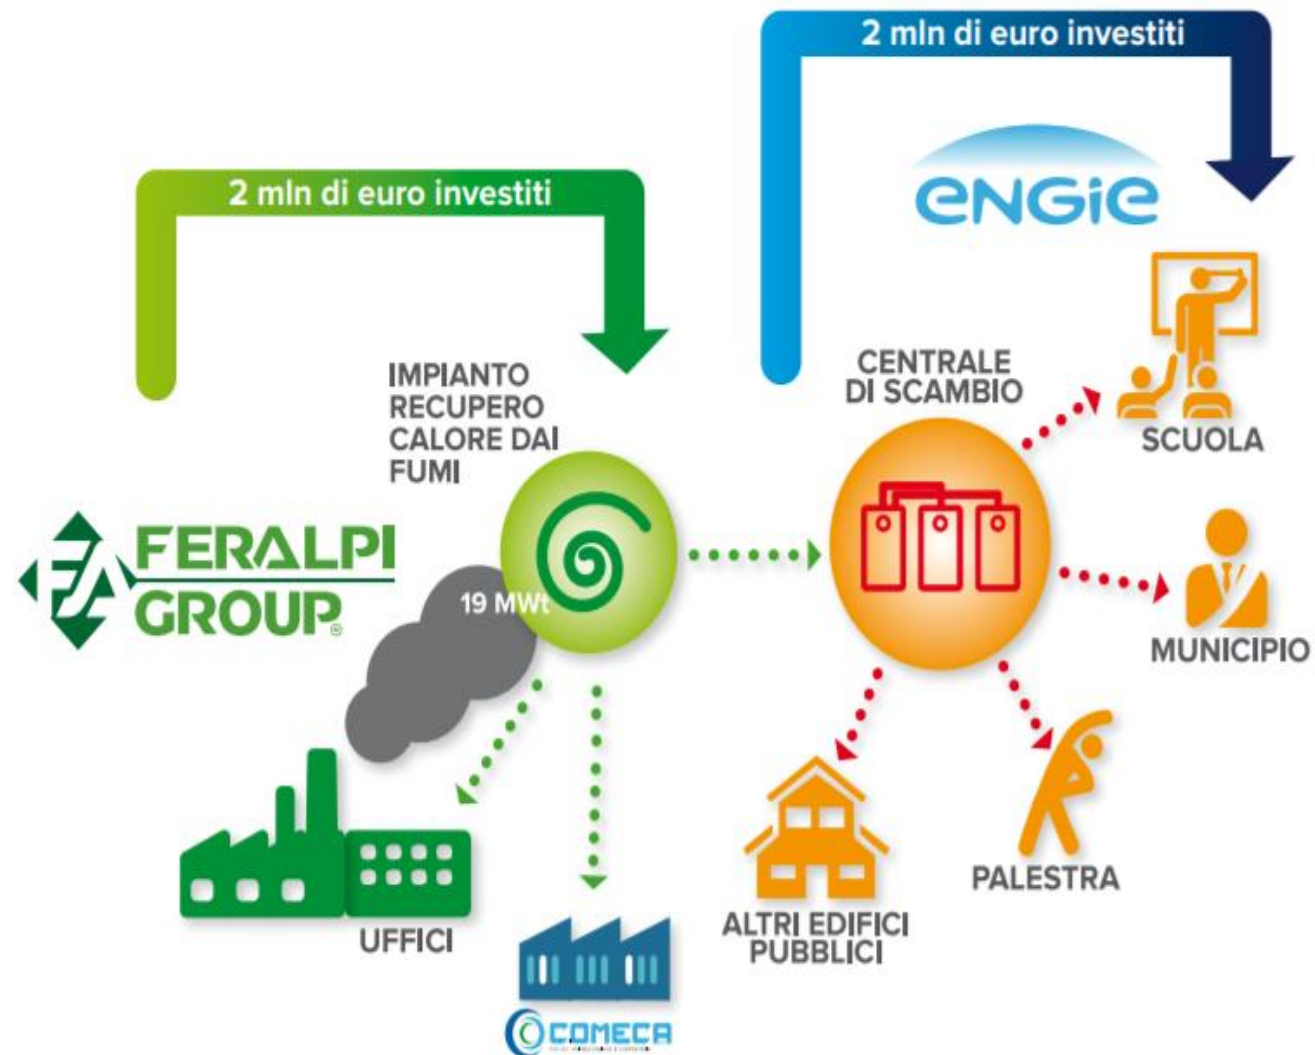 2 mln di euro investiti
ENGIE
2 mln di euro investiti
IMPIANTO
RECUPERO
CALORE DAI
FUMI
CENTRALE
DI SCAMBIO
SCUOLA
FERALPI
GROUP®
19 MWt
MUNICIPIO
PALESTRA
ALTRI EDIFICI
PUBBLICI
UFFICI
COMECA